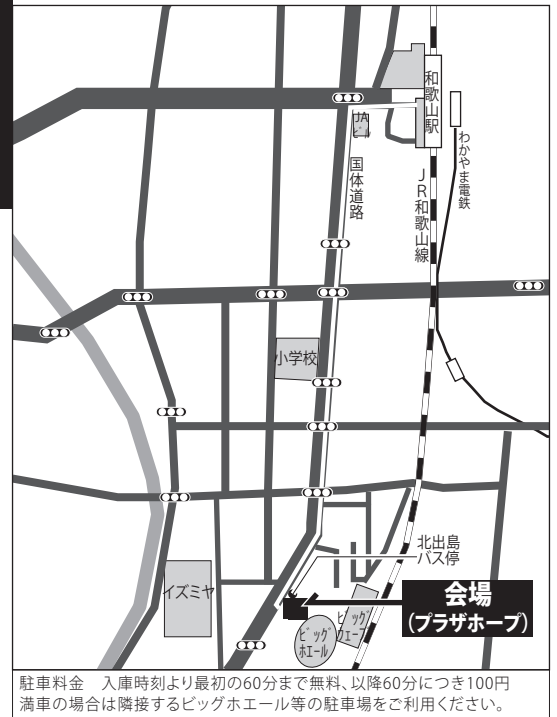 和歌山駅
JAビル
わかやま電鉄
国体道路
JR和歌山線
小学校
北出島
バス停
イズミヤ
会場
(プラザホープ)
ビッグウェーブ
ビッグ
ホエール
駐車料金　入庫時刻より最初の60分まで無料、以降60分につき100円
満車の場合は隣接するビッグホエール等の駐車場をご利用ください。